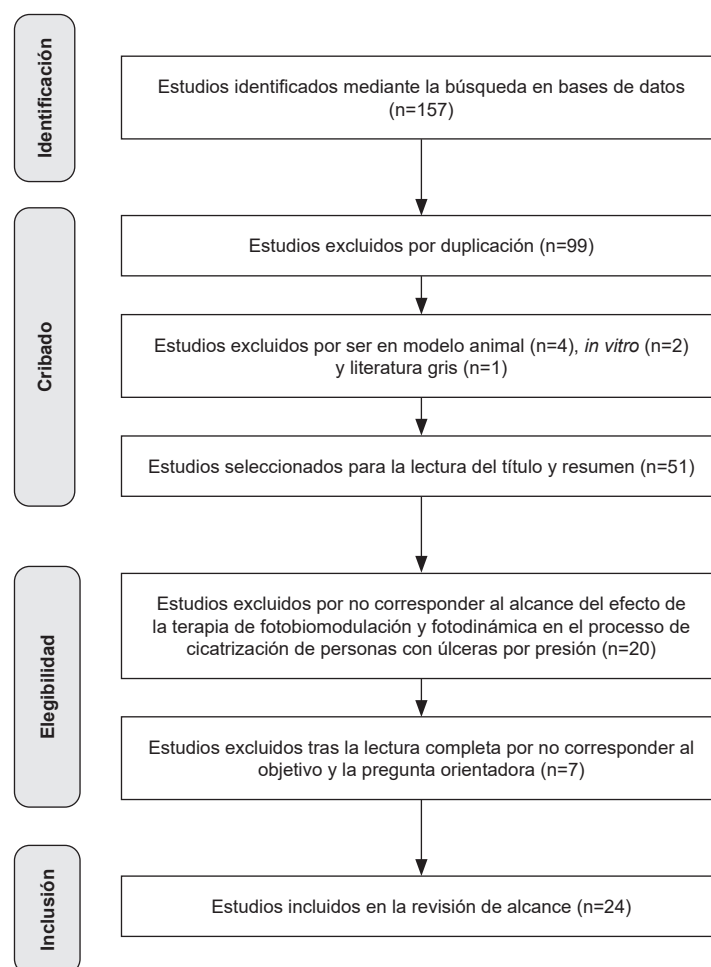 Identificación
Estudios identificados mediante la búsqueda en bases de datos
(n=157)
Cribado
Estudios excluidos por duplicación (n=99)
Estudios excluidos por ser en modelo animal (n=4), in vitro (n=2)
y literatura gris (n=1)
Estudios seleccionados para la lectura del título y resumen (n=51)
Elegibilidad
Estudios excluidos por no corresponder al alcance del efecto de
la terapia de fotobiomodulación y fotodinámica en el proceso de
cicatrización de personas con úlceras por presión (n=20)
Estudios excluidos tras la lectura completa por no corresponder al
objetivo y la pregunta orientadora (n=7)
Inclusión
Estudios incluidos en la revisión de alcance (n=24)